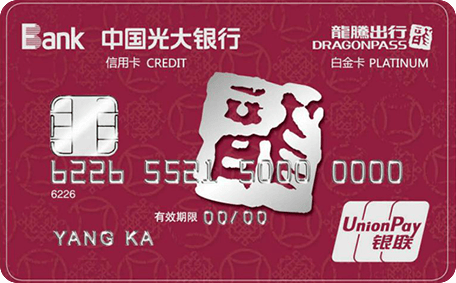 Bank 中国光大银行
信用卡 CREDIT
龍騰出行
DRAGONPASS
白金卡 PLATINUM
6226 5521 5000 0000
6226
有效期限 00/00
YANG KA
UnionPay
银联